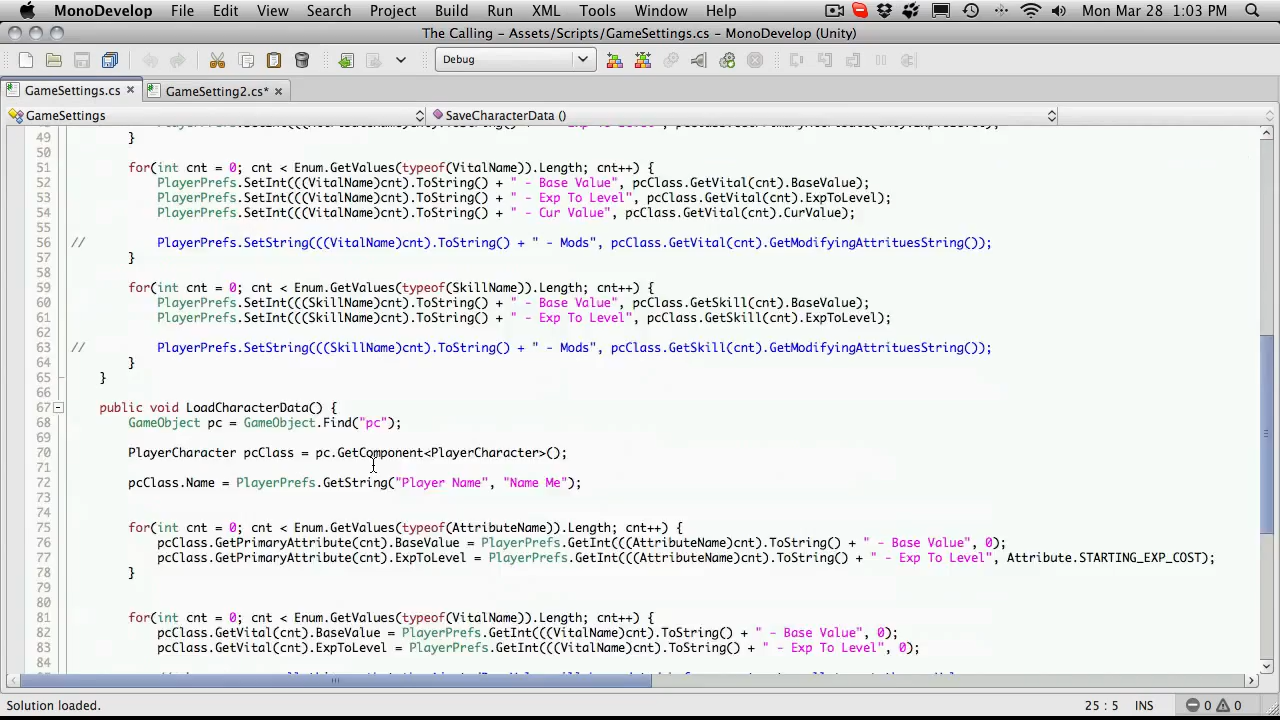 MonoDevelop File Edit View Search Project Build Run XML Tools Window Help Mon Mar 28 1:03 PM
The Calling - Assets/Scripts/GameSettings.cs - MonoDevelop (Unity)
Debug
GameSettings.cs GameSetting2.cs*
GameSettings SaveCharacterData ()
49 }
50
51 for(int cnt = 0; cnt < Enum.GetValues(typeof(VitalName)).Length; cnt++) {
52 PlayerPrefs.SetInt(((VitalName)cnt).ToString() + " - Base Value", pcClass.GetVital(cnt).BaseValue);
53 PlayerPrefs.SetInt(((VitalName)cnt).ToString() + " - Exp To Level", pcClass.GetVital(cnt).ExpToLevel);
54 PlayerPrefs.SetInt(((VitalName)cnt).ToString() + " - Cur Value", pcClass.GetVital(cnt).CurValue);
55
56 // PlayerPrefs.SetString(((VitalName)cnt).ToString() + " - Mods", pcClass.GetVital(cnt).GetModifyingAttrituesString());
57 }
58
59 for(int cnt = 0; cnt < Enum.GetValues(typeof(SkillName)).Length; cnt++) {
60 PlayerPrefs.SetInt(((SkillName)cnt).ToString() + " - Base Value", pcClass.GetSkill(cnt).BaseValue);
61 PlayerPrefs.SetInt(((SkillName)cnt).ToString() + " - Exp To Level", pcClass.GetSkill(cnt).ExpToLevel);
62
63 // PlayerPrefs.SetString(((SkillName)cnt).ToString() + " - Mods", pcClass.GetSkill(cnt).GetModifyingAttrituesString());
64 }
65 }
66
67 public void LoadCharacterData() {
68 GameObject pc = GameObject.Find("pc");
69
70 PlayerCharacter pcClass = pc.GetComponent<PlayerCharacter>();
71
72 pcClass.Name = PlayerPrefs.GetString("Player Name", "Name Me");
73
74
75 for(int cnt = 0; cnt < Enum.GetValues(typeof(AttributeName)).Length; cnt++) {
76 pcClass.GetPrimaryAttribute(cnt).BaseValue = PlayerPrefs.GetInt(((AttributeName)cnt).ToString() + " - Base Value", 0);
77 pcClass.GetPrimaryAttribute(cnt).ExpToLevel = PlayerPrefs.GetInt(((AttributeName)cnt).ToString() + " - Exp To Level", Attribute.STARTING_EXP_COST);
78 }
79
80
81 for(int cnt = 0; cnt < Enum.GetValues(typeof(VitalName)).Length; cnt++) {
82 pcClass.GetVital(cnt).BaseValue = PlayerPrefs.GetInt(((VitalName)cnt).ToString() + " - Base Value", 0);
83 pcClass.GetVital(cnt).ExpToLevel = PlayerPrefs.GetInt(((VitalName)cnt).ToString() + " - Exp To Level", 0);
84
Solution loaded. 25 : 5 INS 0 0